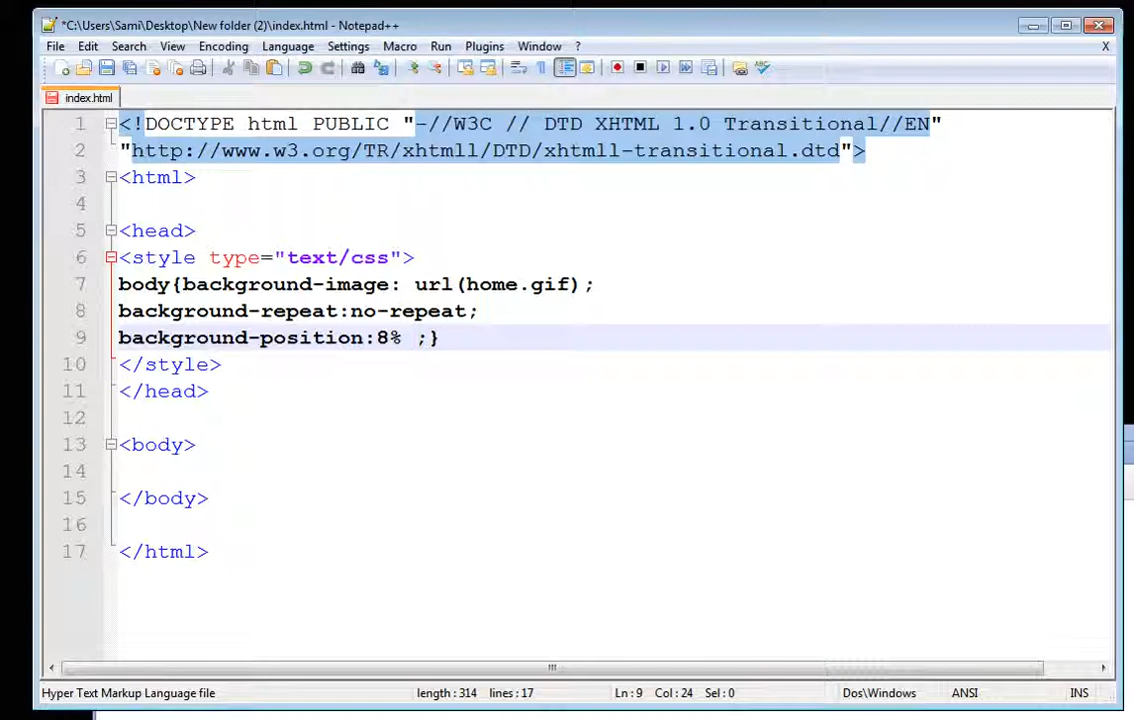 *C:\Users\Sami\Desktop\New folder (2)\index.html - Notepad++
File Edit Search View Encoding Language Settings Macro Run Plugins Window ? X
index.html
1 <!DOCTYPE html PUBLIC "-//W3C // DTD XHTML 1.0 Transitional//EN"
2 "http://www.w3.org/TR/xhtmll/DTD/xhtmll-transitional.dtd">
3 <html>
4
5 <head>
6 <style type="text/css">
7 body{background-image: url(home.gif);
8 background-repeat:no-repeat;
9 background-position:8% ;}
10 </style>
11 </head>
12
13 <body>
14
15 </body>
16
17 </html>
Hyper Text Markup Language file length : 314 lines : 17 Ln : 9 Col : 24 Sel : 0 Dos\Windows ANSI INS